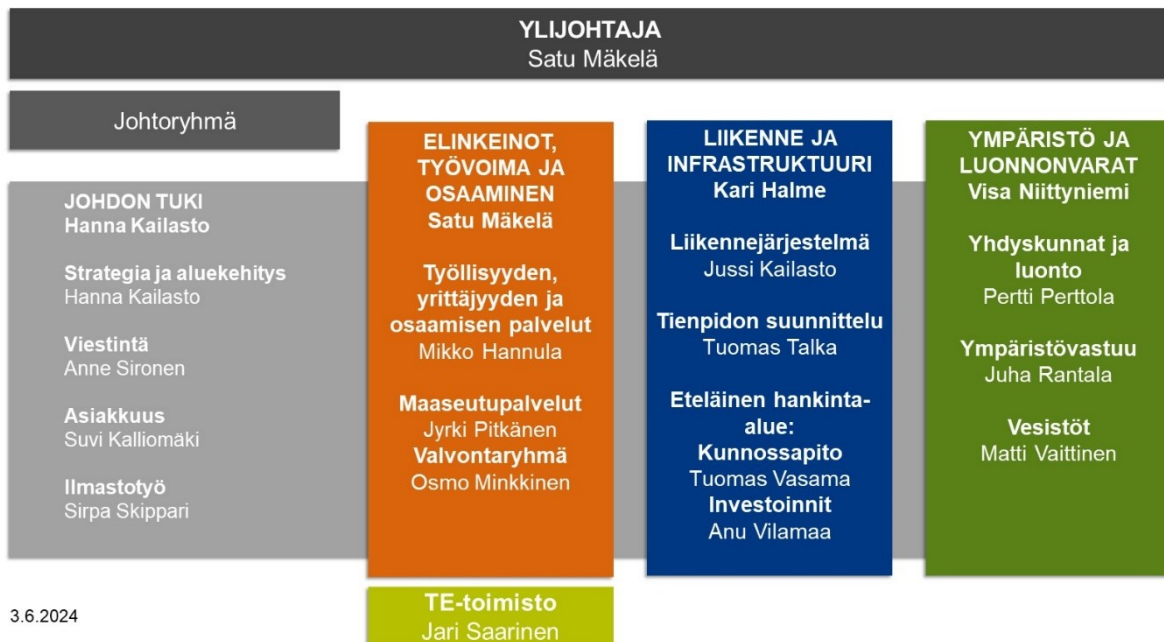 YLIJOHTAJA
Satu Mäkelä
Johtoryhmä
JOHDON TUKI
Hanna Kailasto
Strategia ja aluekehitys
Hanna Kailasto
Viestintä
Anne Sironen
Asiakkuus
Suvi Kalliomäki
Ilmastotyö
Sirpa Skippari
ELINKEINOT,
TYÖVOIMA JA
OSAAMINEN
Satu Mäkelä
Työllisyyden,
yrittäjyyden ja
osaamisen palvelut
Mikko Hannula
Maaseutupalvelut
Jyrki Pitkänen
Valvontaryhmä
Osmo Minkkinen
TE-toimisto
Jari Saarinen
LIIKENNE JA
INFRASTRUKTUURI
Kari Halme
Liikennejärjestelmä
Jussi Kailasto
Tienpidon suunnittelu
Tuomas Talka
Eteläinen hankinta-
alue:
Kunnossapito
Tuomas Vasama
Investoinnit
Anu Vilamaa
YMPÄRISTÖ JA
LUONNONVARAT
Visa Niittyniemi
Yhdyskunnat ja
luonto
Pertti Perttola
Ympäristövastuu
Juha Rantala
Vesistöt
Matti Vaittinen
3.6.2024